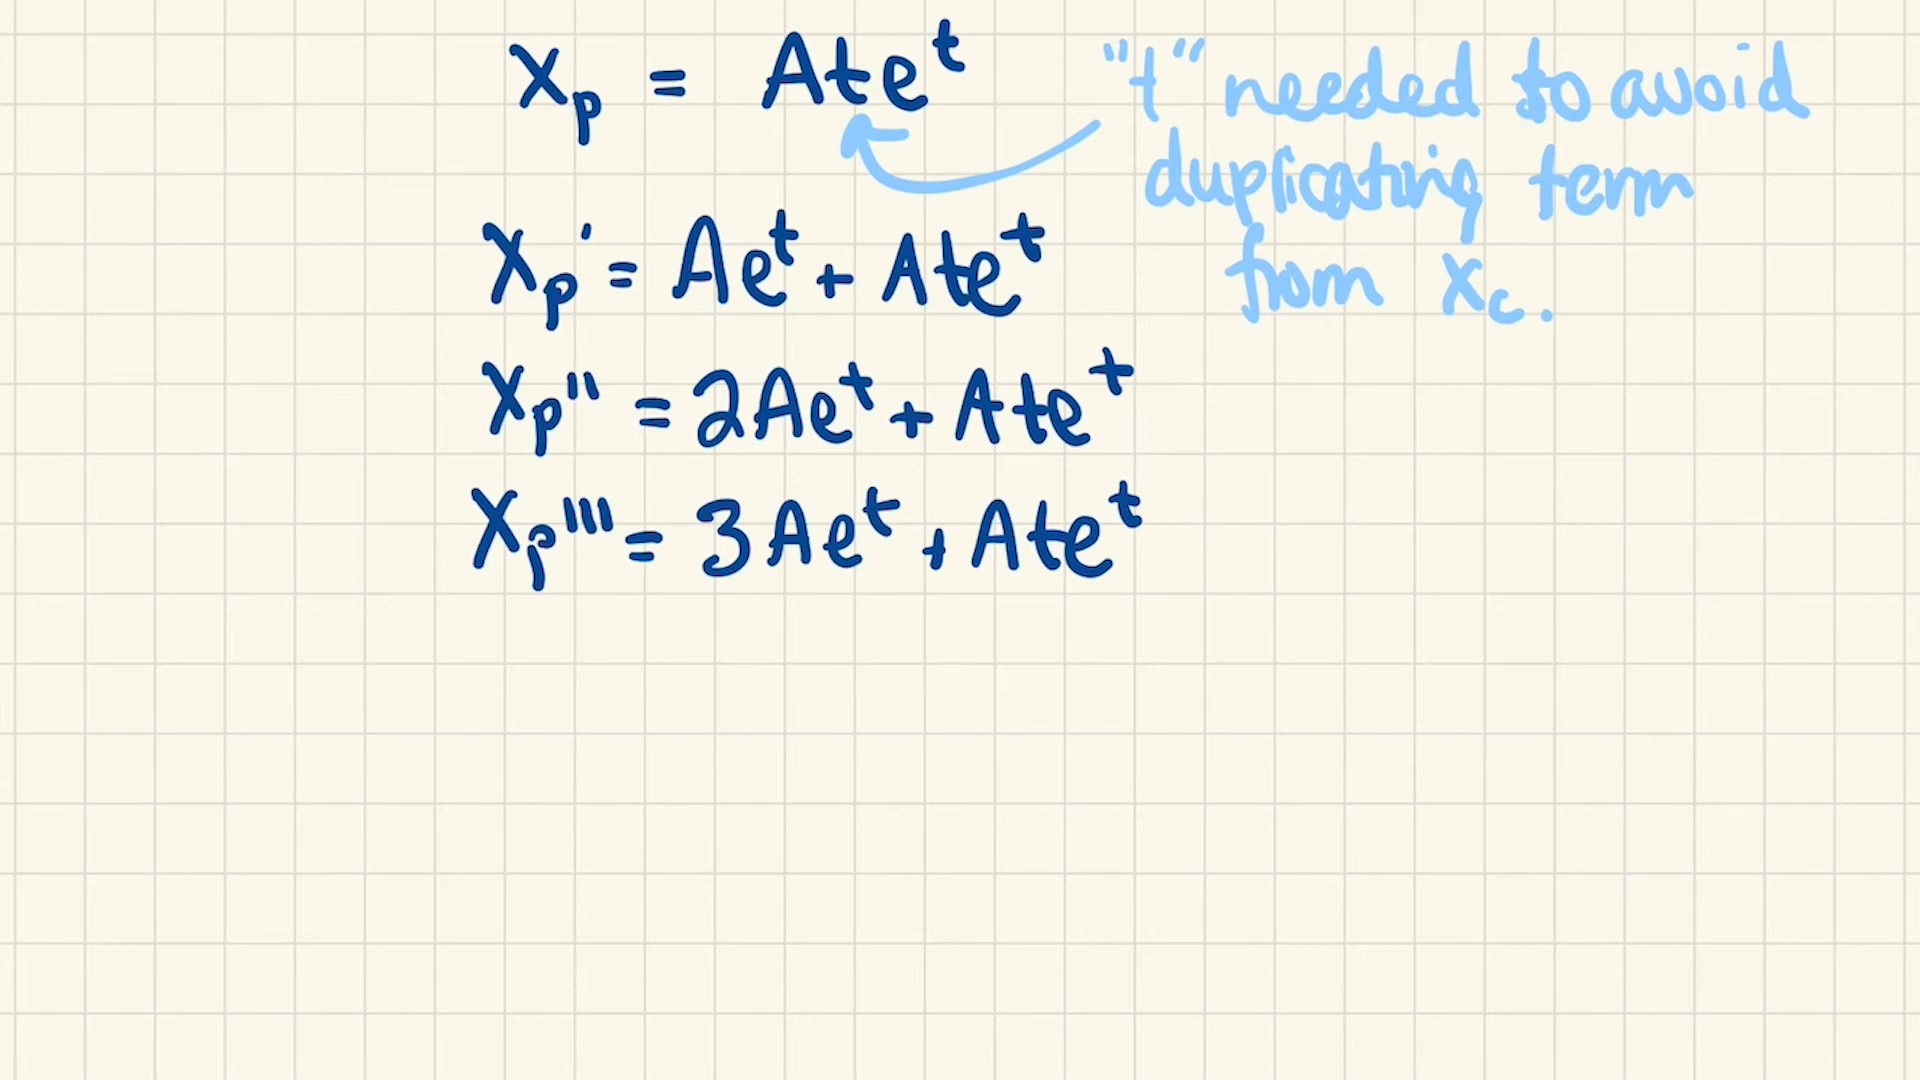 Xp = Ate^t
"t" needed to avoid
duplicating term
from Xc.
Xp' = Ae^t + Ate^t
Xp'' = 2Ae^t + Ate^t
Xp''' = 3Ae^t + Ate^t